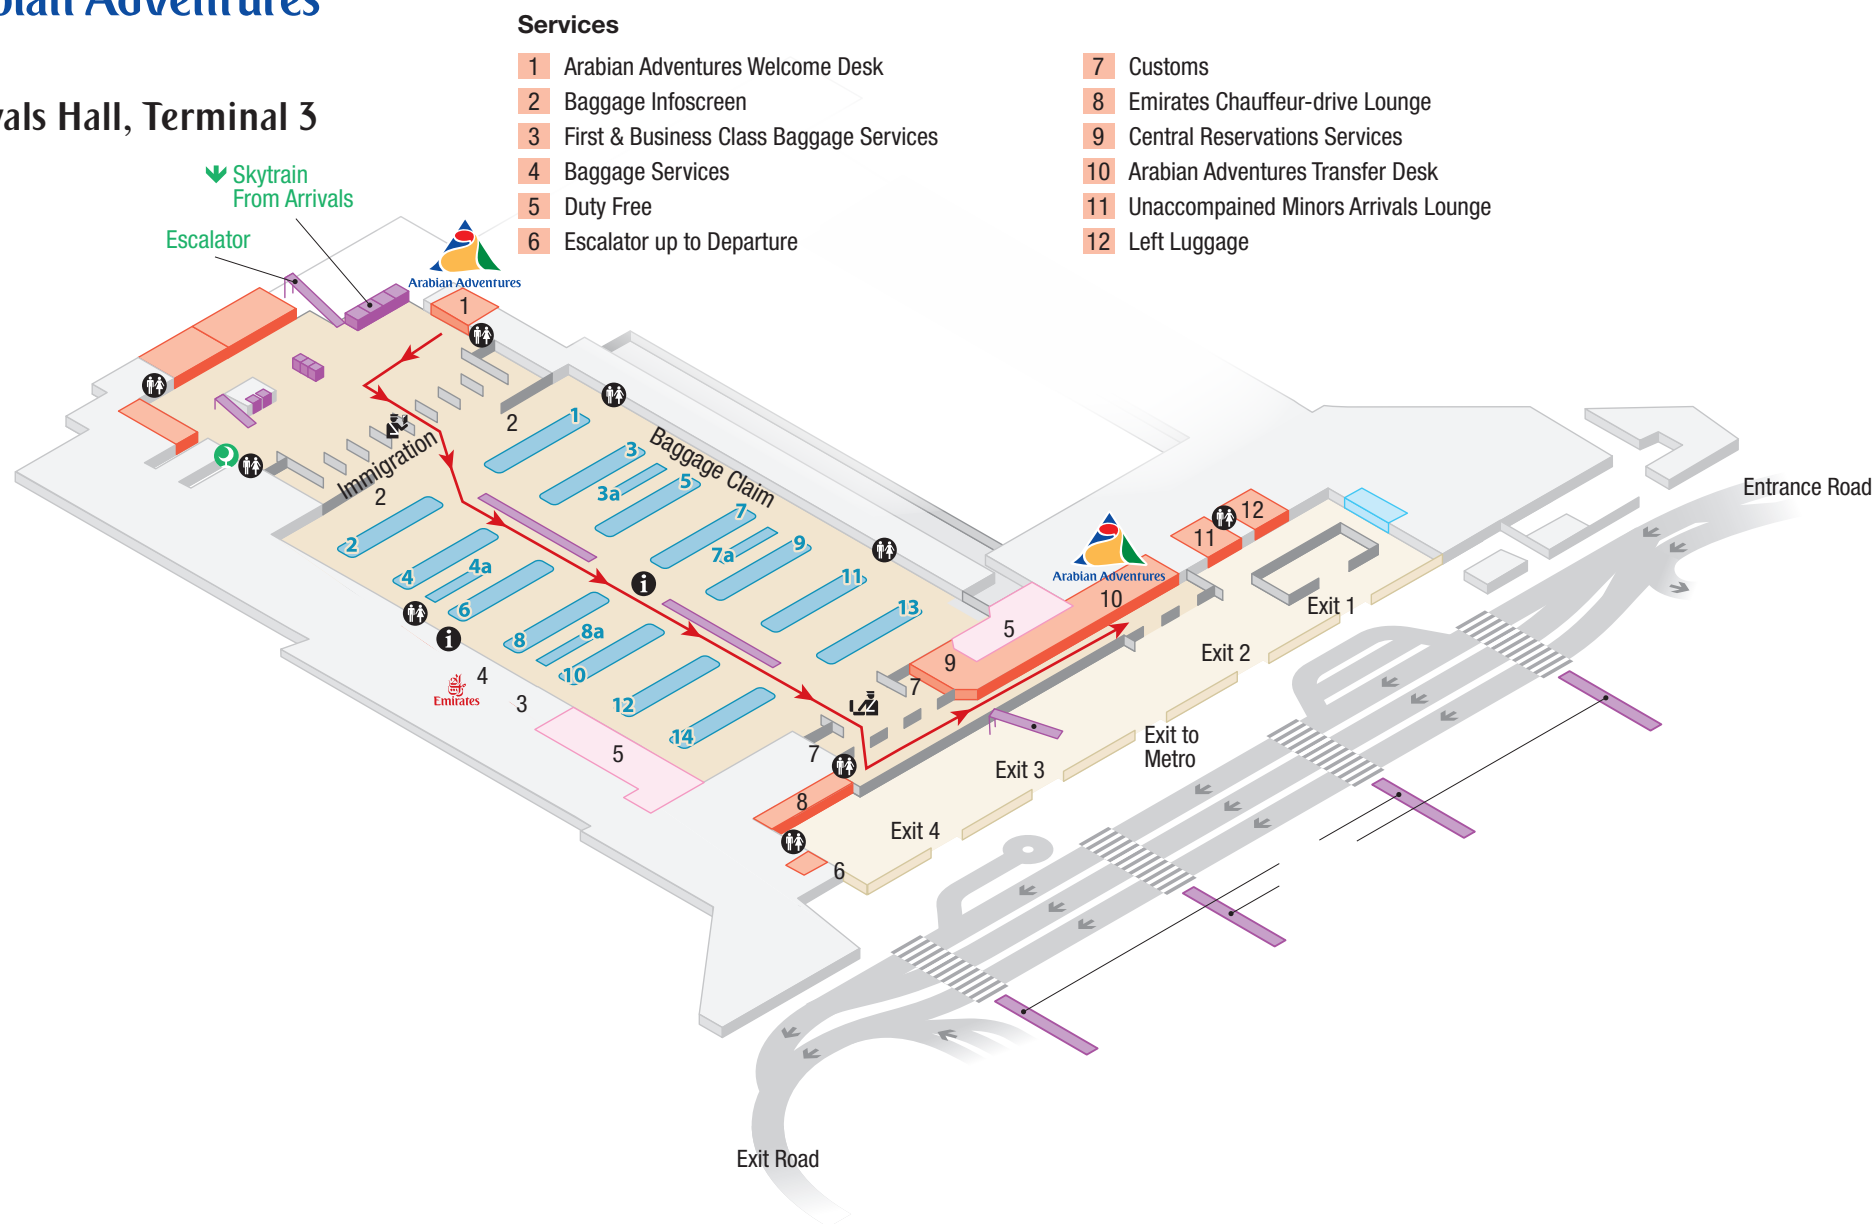 Adventures
Hall, Terminal 3
Services
1 Arabian Adventures Welcome Desk
2 Baggage Infoscreen
3 First & Business Class Baggage Services
4 Baggage Services
5 Duty Free
6 Escalator up to Departure
7 Customs
8 Emirates Chauffeur-drive Lounge
9 Central Reservations Services
10 Arabian Adventures Transfer Desk
11 Unaccompained Minors Arrivals Lounge
12 Left Luggage
Skytrain
From Arrivals
Escalator
Arabian Adventures
1
Immigration
2
2
Baggage Claim
1
3
3a
5
7
7a
9
11
13
2
4
4a
6
8
8a
10
12
14
i
i
4
3
Emirates
5
7
7
8
6
9
5
10
Arabian Adventures
11
12
Entrance Road
Exit 1
Exit 2
Exit to
Metro
Exit 3
Exit 4
Exit Road